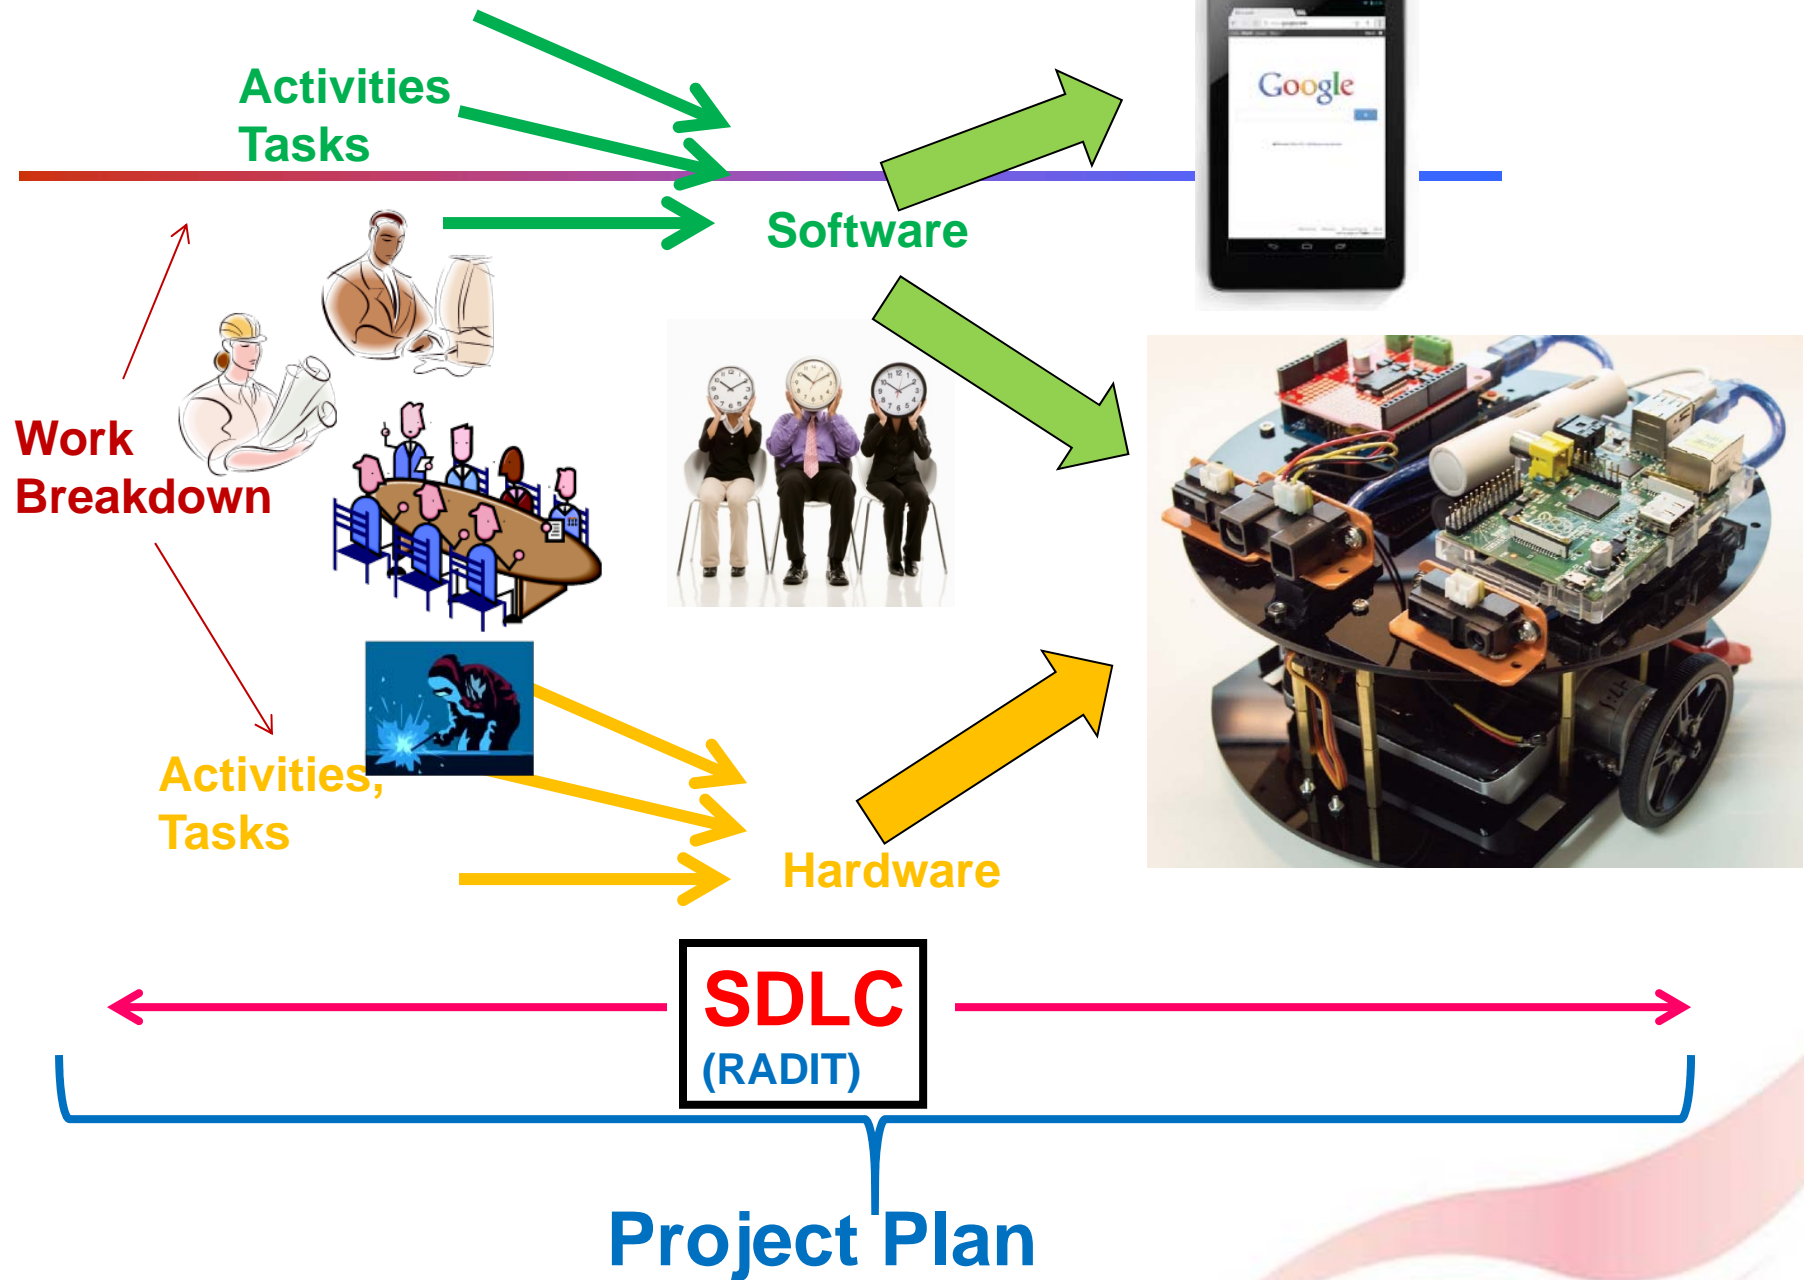 Activities
Tasks
Google
Software
Work
Breakdown
Activities,
Tasks
Hardware
SDLC
(RADIT)
Project Plan